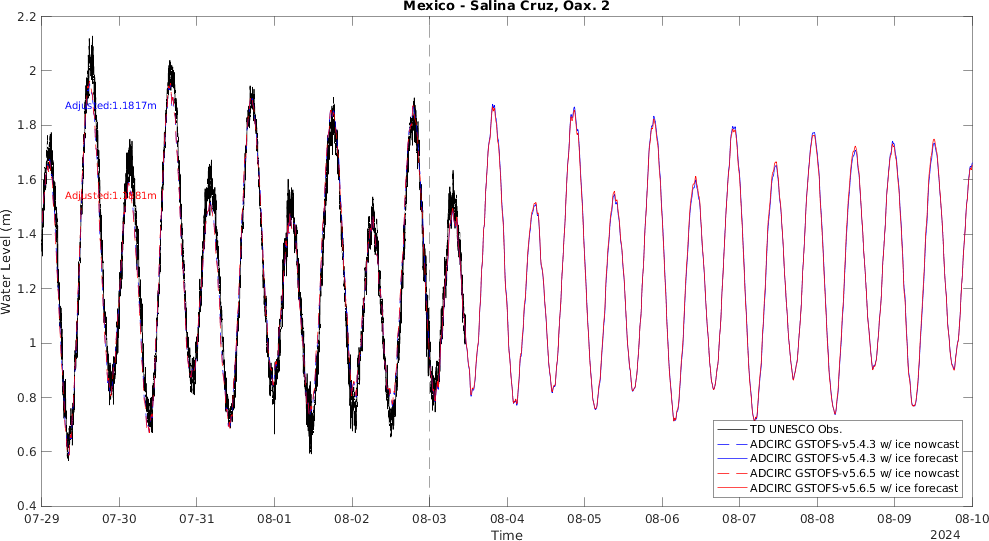 Mexico - Salina Cruz, Oax. 2
2.2
2
1.8
1.6
1.4
1.2
1
0.8
0.6
0.4
Water Level (m)
Adjusted:1.1817m
TD UNESCO Obs.
ADCIRC GSTOFS-v5.4.3 w/ ice nowcast
ADCIRC GSTOFS-v5.4.3 w/ ice forecast
ADCIRC GSTOFS-v5.6.5 w/ ice nowcast
ADCIRC GSTOFS-v5.6.5 w/ ice forecast
07-29 07-30 07-31 08-01 08-02 08-03 08-04 08-05 08-06 08-07 08-08 08-09 08-10
Time
2024